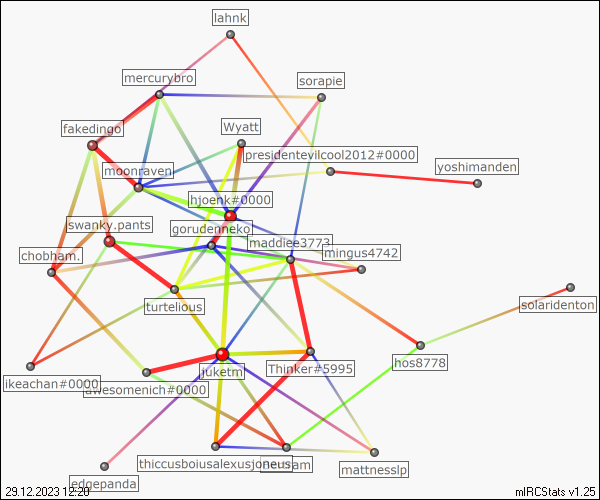 lahnk
mercurybro
sorapie
fakedingo
Wyatt
presidentevilcool2012#0000
yoshimanden
moonraven
hjoenk#0000
swanky.pants
gorudenneko
maddiee3773
mingus4742
chobham.
turtelious
solaridenton
juketm
Thinker#5995
hos8778
ikeachan#0000
awesomenich#0000
thiccusboiusalexusjoneus
sam
mattnesslp
edgepanda
29.12.2023 12:20
mIRCStats v1.25